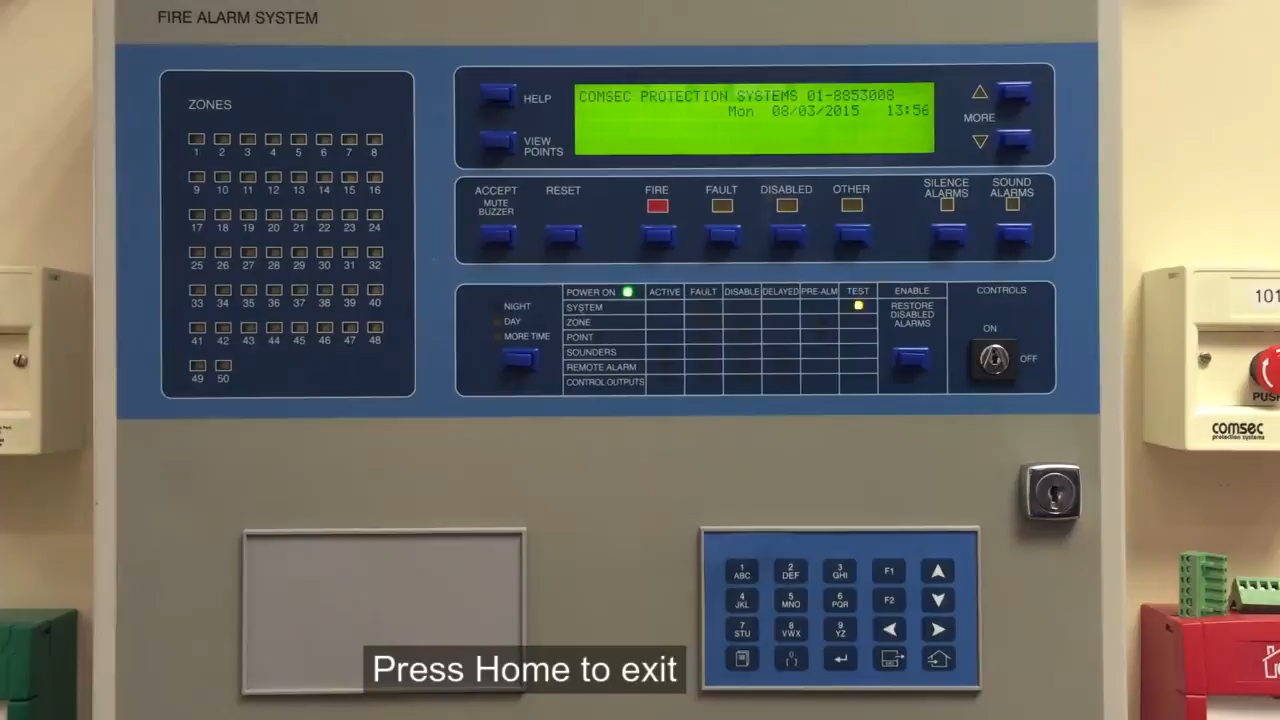 FIRE ALARM SYSTEM
ZONES
1 2 3 4 5 6 7 8
9 10 11 12 13 14 15 16
17 18 19 20 21 22 23 24
25 26 27 28 29 30 31 32
33 34 35 36 37 38 39 40
41 42 43 44 45 46 47 48
49 50
HELP
VIEW
POINTS
COMSEC PROTECTION SYSTEMS 01-8853008
Mon 08/03/2015 13:56
MORE
ACCEPT
MUTE
BUZZER
RESET
FIRE
FAULT
DISABLED
OTHER
SILENCE
ALARMS
SOUND
ALARMS
NIGHT
DAY
MORE TIME
POWER ON ACTIVE FAULT DISABLE DELAYED PRE-ALM TEST
SYSTEM
ZONE
POINT
SOUNDERS
REMOTE ALARM
CONTROL OUTPUTS
ENABLE
RESTORE
DISABLED
ALARMS
CONTROLS
ON
OFF
101
PUSH
comsec
protection systems
1 2 3 F1
ABC DEF GHI
4 5 6 F2
JKL MNO PQR
7 8 9
STU VWX YZ
0
Press Home to exit